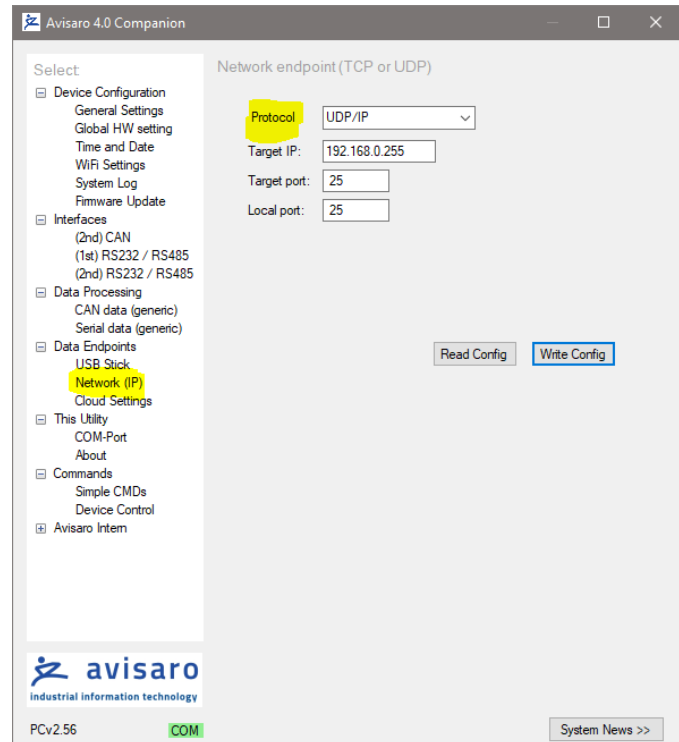 Avisaro 4.0 Companion
Select:
Device Configuration
General Settings
Global HW setting
Time and Date
WiFi Settings
System Log
Firmware Update
Interfaces
(2nd) CAN
(1st) RS232 / RS485
(2nd) RS232 / RS485
Data Processing
CAN data (generic)
Serial data (generic)
Data Endpoints
USB Stick
Network (IP)
Cloud Settings
This Utility
COM-Port
About
Commands
Simple CMDs
Device Control
Avisaro Intern
Network endpoint (TCP or UDP)
Protocol UDP/IP
Target IP: 192.168.0.255
Target port: 25
Local port: 25
Read Config Write Config
avisaro
industrial information technology
PCv2.56 COM System News >>